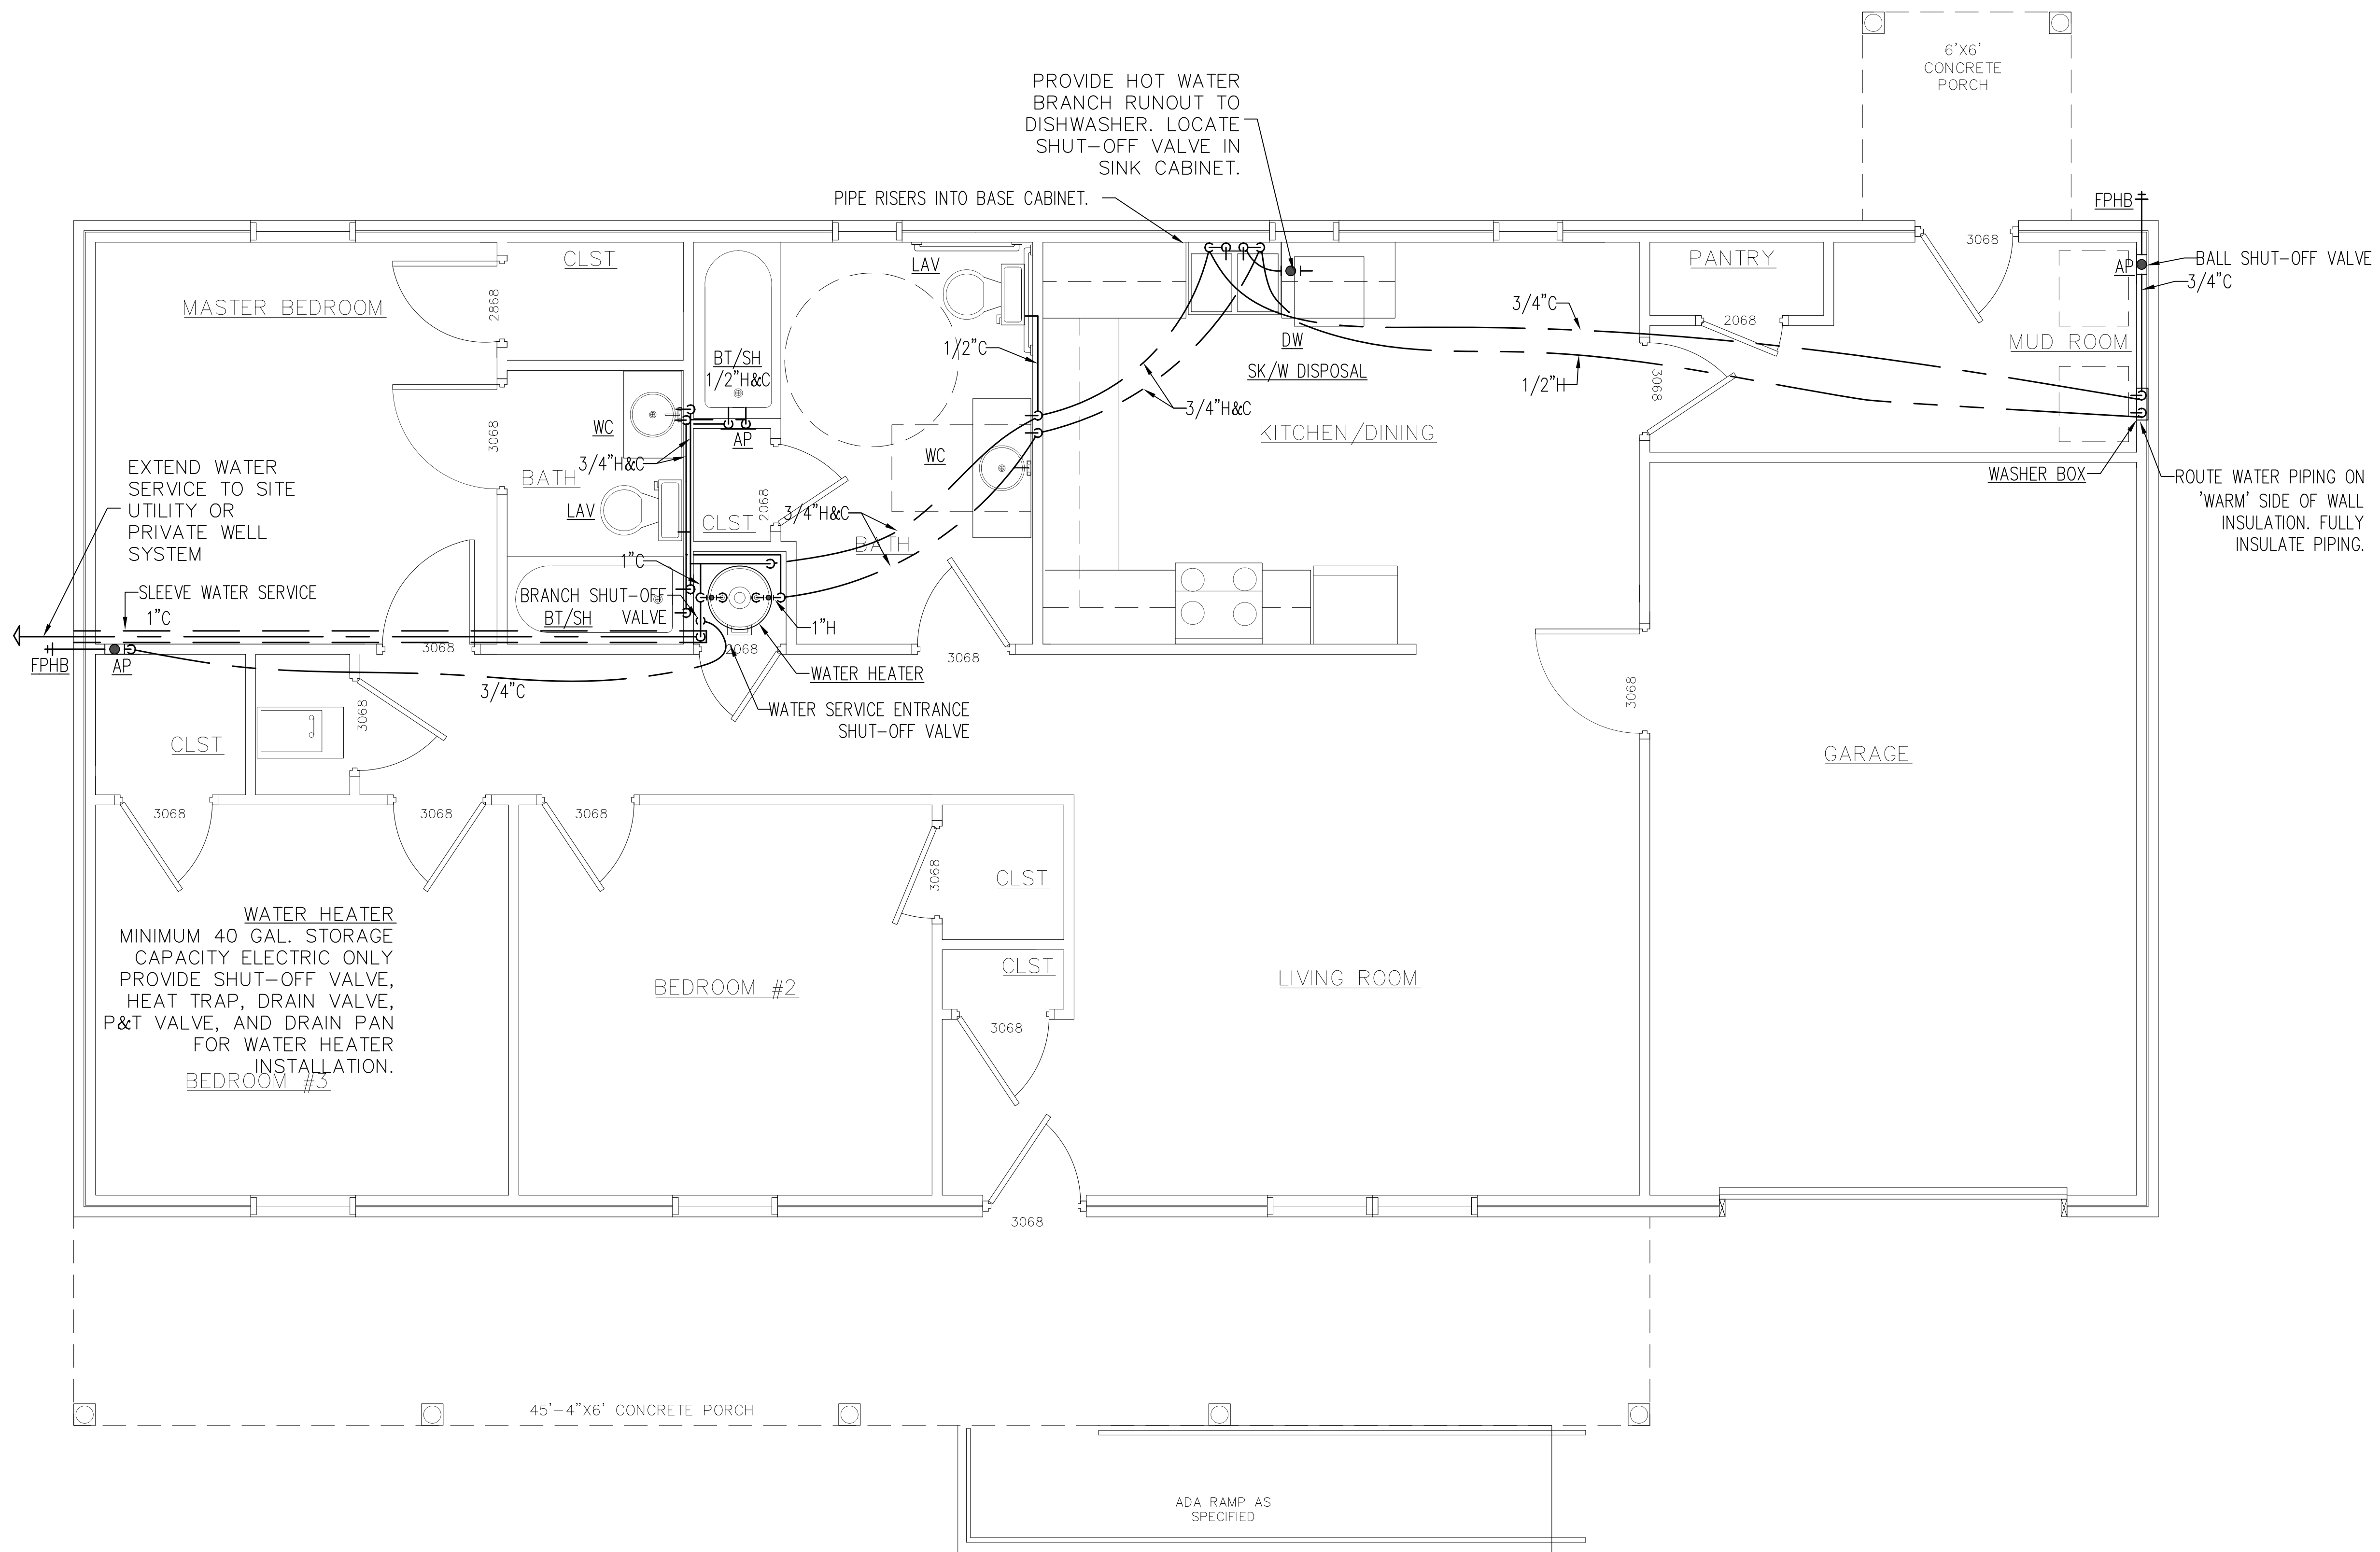 6'X6'
CONCRETE
PORCH
PROVIDE HOT WATER
BRANCH RUNOUT TO
DISHWASHER. LOCATE
SHUT-OFF VALVE IN
SINK CABINET.
PIPE RISERS INTO BASE CABINET.
FPHB
3068
BALL SHUT-OFF VALVE
AP
3/4"C
CLST
LAV
PANTRY
MASTER BEDROOM
2868
3/4"C
2068
MUD ROOM
1/2"C
DW
BT/SH
1/2"H&C
SK/W DISPOSAL
1/2"H
3068
3/4"H&C
WC
AP
3068
KITCHEN/DINING
WC
3/4"H&C
EXTEND WATER
SERVICE TO SITE
UTILITY OR
PRIVATE WELL
SYSTEM
BATH
WASHER BOX
ROUTE WATER PIPING ON
'WARM' SIDE OF WALL
INSULATION. FULLY
INSULATE PIPING.
2068
LAV
CLST
3/4"H&C
BATH
1"C
SLEEVE WATER SERVICE
1"C
BRANCH SHUT-OFF
VALVE
BT/SH
1"H
3068
2068
3068
FPHB
AP
WATER HEATER
3/4"C
3068
WATER SERVICE ENTRANCE
SHUT-OFF VALVE
3068
CLST
GARAGE
3068
3068
3068
3068
CLST
WATER HEATER
MINIMUM 40 GAL. STORAGE
CAPACITY ELECTRIC ONLY
PROVIDE SHUT-OFF VALVE,
HEAT TRAP, DRAIN VALVE,
P&T VALVE, AND DRAIN PAN
FOR WATER HEATER
INSTALLATION.
BEDROOM #3
BEDROOM #2
CLST
LIVING ROOM
3068
3068
45'-4"X6' CONCRETE PORCH
ADA RAMP AS
SPECIFIED